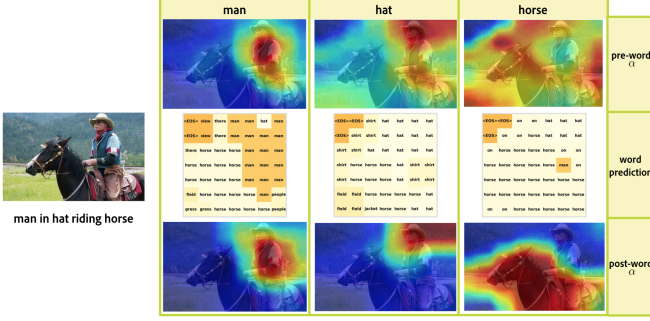 man hat horse
pre-word
α
<EOS> view there man man hat man
<EOS> view there man man man man
there horse horse horse man man man
horse horse horse horse man man man
horse horse horse horse man man man
field horse horse horse horse man people
grass grass horse horse horse horse people
<EOS> <EOS> shirt hat hat hat hat
<EOS> shirt shirt hat hat hat hat
shirt shirt hat hat hat hat hat
shirt horse horse horse hat shirt shirt
shirt horse horse horse hat shirt shirt
field field horse horse horse horse hat
field field jacket horse horse hat hat
<EOS> <EOS> on on hat hat hat
<EOS> on on horse hat hat hat
on horse horse horse horse on on
horse horse horse horse horse man on
horse horse horse horse horse horse horse
horse horse horse horse horse horse horse
on on horse horse horse horse horse
word
prediction
man in hat riding horse
post-word
α